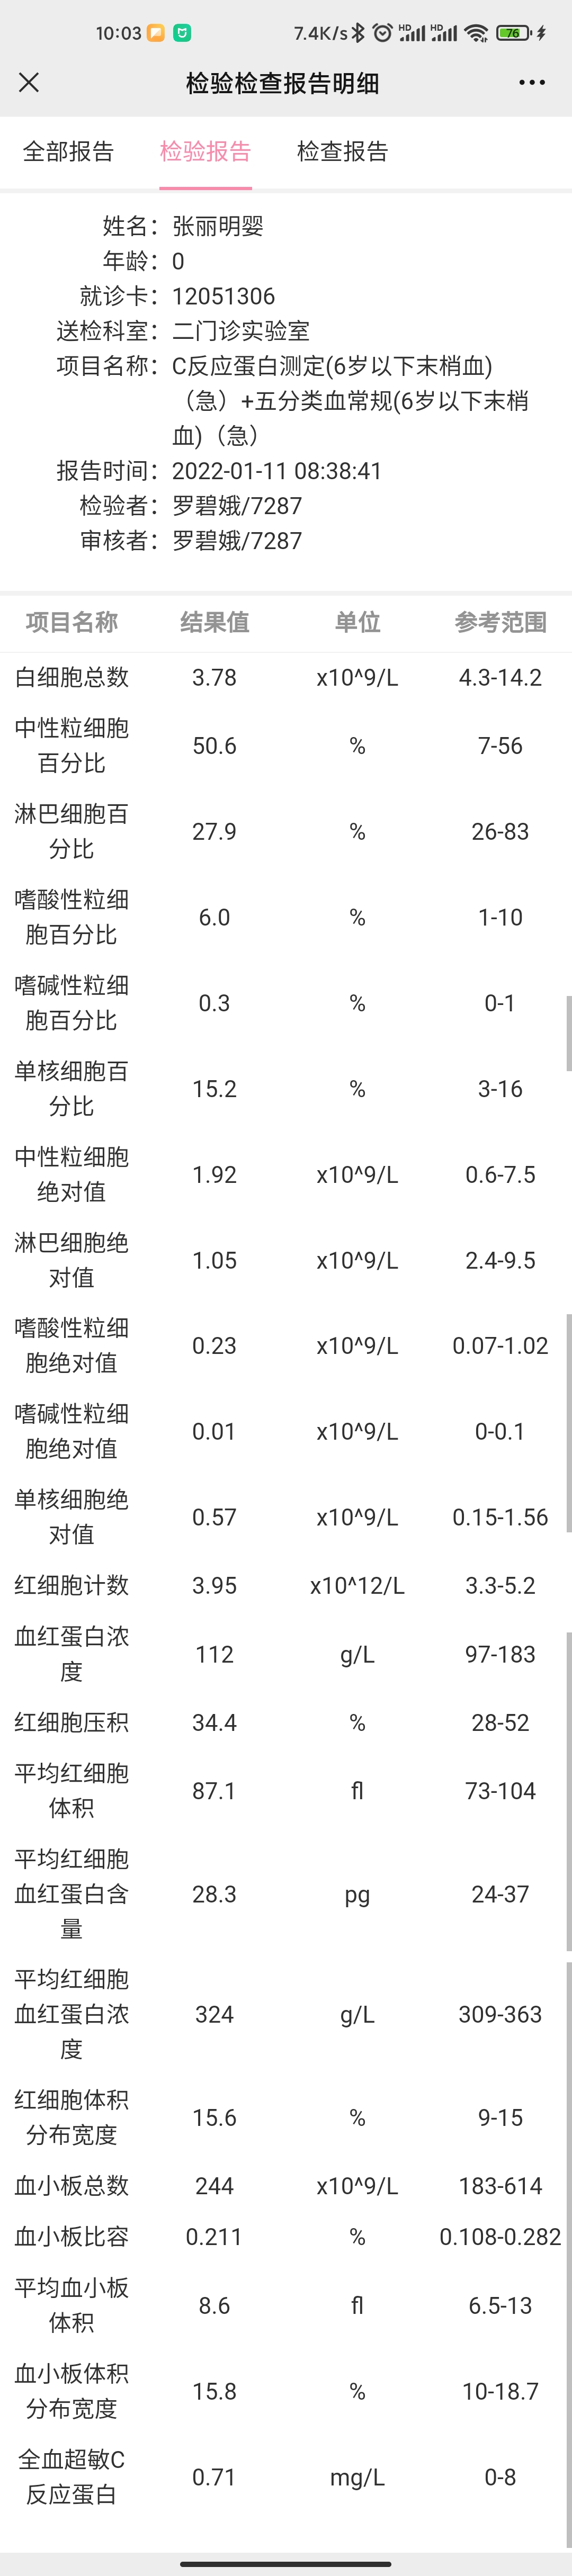 10:03 7.4K/s HD HD 76
检验检查报告明细
全部报告 检验报告 检查报告
姓名：张丽明婴
年龄：0
就诊卡：12051306
送检科室：二门诊实验室
项目名称：C反应蛋白测定(6岁以下末梢血)
（急）+五分类血常规(6岁以下末梢
血)（急）
报告时间：2022-01-11 08:38:41
检验者：罗碧娥/7287
审核者：罗碧娥/7287
项目名称 结果值 单位 参考范围
白细胞总数 3.78 x10^9/L 4.3-14.2
中性粒细胞
百分比 50.6 % 7-56
淋巴细胞百
分比 27.9 % 26-83
嗜酸性粒细
胞百分比 6.0 % 1-10
嗜碱性粒细
胞百分比 0.3 % 0-1
单核细胞百
分比 15.2 % 3-16
中性粒细胞
绝对值 1.92 x10^9/L 0.6-7.5
淋巴细胞绝
对值 1.05 x10^9/L 2.4-9.5
嗜酸性粒细
胞绝对值 0.23 x10^9/L 0.07-1.02
嗜碱性粒细
胞绝对值 0.01 x10^9/L 0-0.1
单核细胞绝
对值 0.57 x10^9/L 0.15-1.56
红细胞计数 3.95 x10^12/L 3.3-5.2
血红蛋白浓
度 112 g/L 97-183
红细胞压积 34.4 % 28-52
平均红细胞
体积 87.1 fl 73-104
平均红细胞
血红蛋白含 28.3 pg 24-37
量
平均红细胞
血红蛋白浓 324 g/L 309-363
度
红细胞体积
分布宽度 15.6 % 9-15
血小板总数 244 x10^9/L 183-614
血小板比容 0.211 % 0.108-0.282
平均血小板
体积 8.6 fl 6.5-13
血小板体积
分布宽度 15.8 % 10-18.7
全血超敏C
反应蛋白 0.71 mg/L 0-8